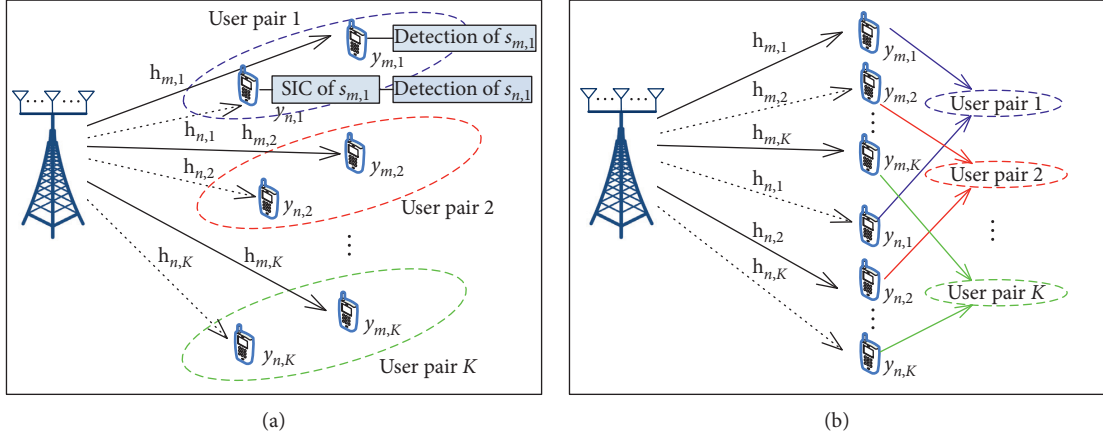 User pair 1
Detection of s_{m,1}
h_{m,1}
y_{m,1}
SIC of s_{m,1}
Detection of s_{n,1}
y_{n,1}
h_{n,1}
h_{m,2}
h_{n,2}
y_{m,2}
y_{n,2}
User pair 2
h_{n,K}
h_{m,K}
y_{m,K}
y_{n,K}
User pair K
(a)
h_{m,1}
y_{m,1}
h_{m,2}
y_{m,2}
User pair 1
h_{m,K}
y_{m,K}
User pair 2
h_{n,1}
y_{n,1}
h_{n,2}
y_{n,2}
User pair K
h_{n,K}
y_{n,K}
(b)